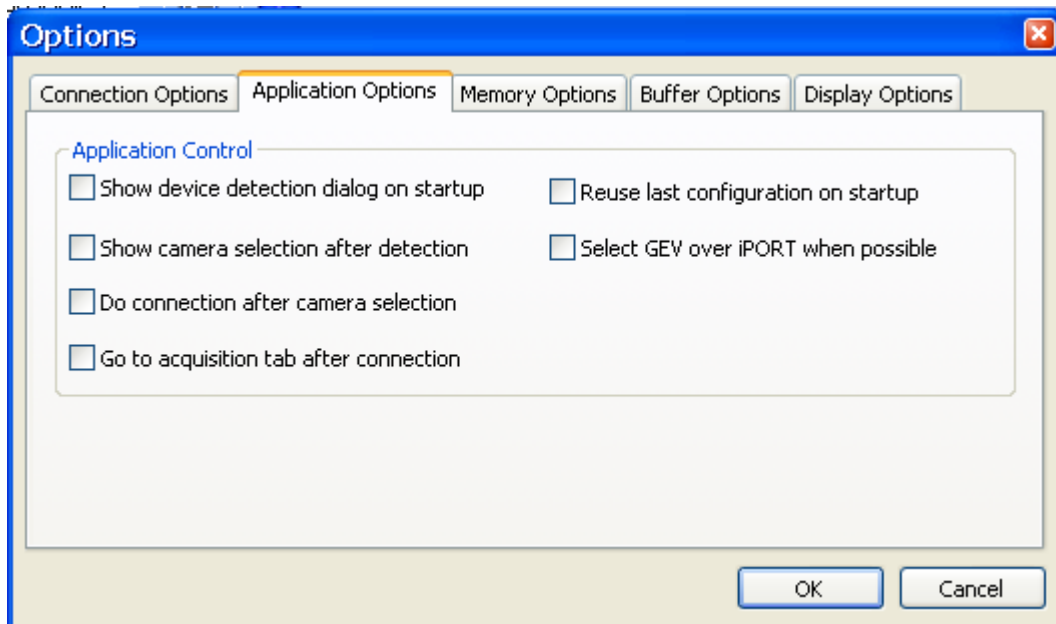 Options
Connection Options
Application Options
Memory Options
Buffer Options
Display Options
Application Control
Show device detection dialog on startup
Reuse last configuration on startup
Show camera selection after detection
Select GEV over iPORT when possible
Do connection after camera selection
Go to acquisition tab after connection
OK
Cancel